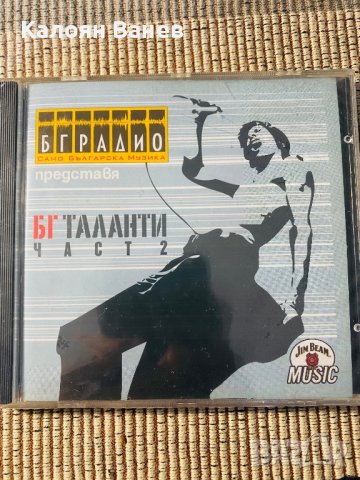 Калоян Ванев
БГРАДИО
Само Българска Музика
представя
БГ ТАЛАНТИ
ЧАСТ 2
JIM BEAM
MUSIC